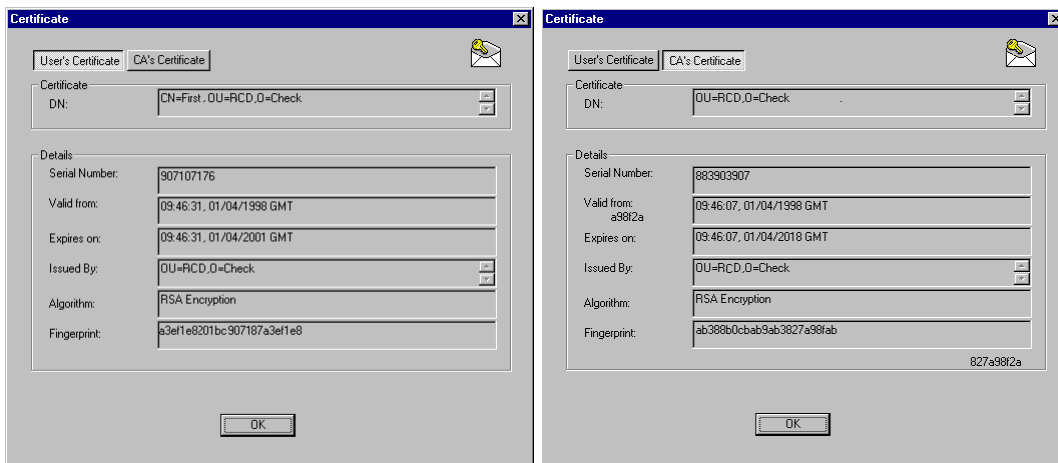 Certificate
User's Certificate CA's Certificate
Certificate
DN: CN=First, OU=RCD,O=Check
Details
Serial Number: 907107176
Valid from: 09:46:31, 01/04/1998 GMT
Expires on: 09:46:31, 01/04/2001 GMT
Issued By: OU=RCD,O=Check
Algorithm: RSA Encryption
Fingerprint: a3ef1e8201bc907187a3ef1e8
OK
Certificate
User's Certificate CA's Certificate
Certificate
DN: OU=RCD,O=Check
Details
Serial Number: 883903907
Valid from: 09:46:07, 01/04/1998 GMT
a98f2a
Expires on: 09:46:07, 01/04/2018 GMT
Issued By: OU=RCD,O=Check
Algorithm: RSA Encryption
Fingerprint: ab388b0cbab9ab3827a98fab
827a98f2a
OK